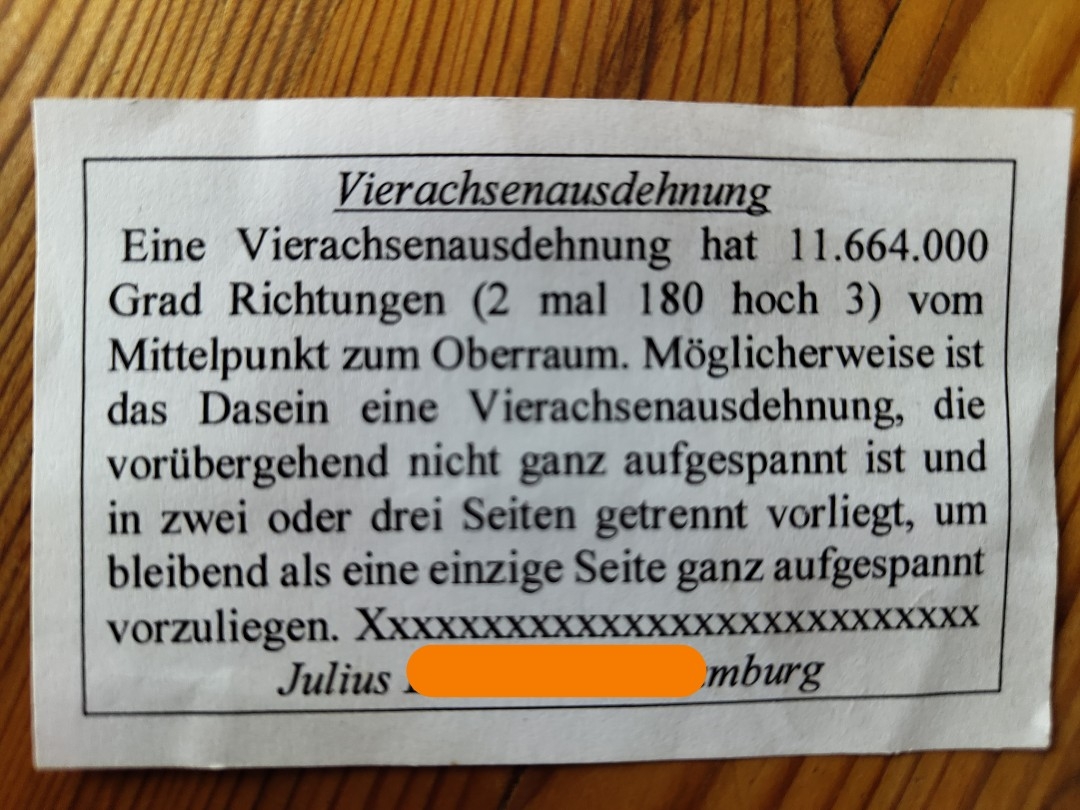 Vierachsenausdehnung
Eine Vierachsenausdehnung hat 11.664.000
Grad Richtungen (2 mal 180 hoch 3) vom
Mittelpunkt zum Oberraum. Möglicherweise ist
das Dasein eine Vierachsenausdehnung, die
vorübergehend nicht ganz aufgespannt ist und
in zwei oder drei Seiten getrennt vorliegt, um
bleibend als eine einzige Seite ganz aufgespannt
vorzuliegen. Xxxxxxxxxxxxxxxxxxxxxxxxxx
Julius mburg